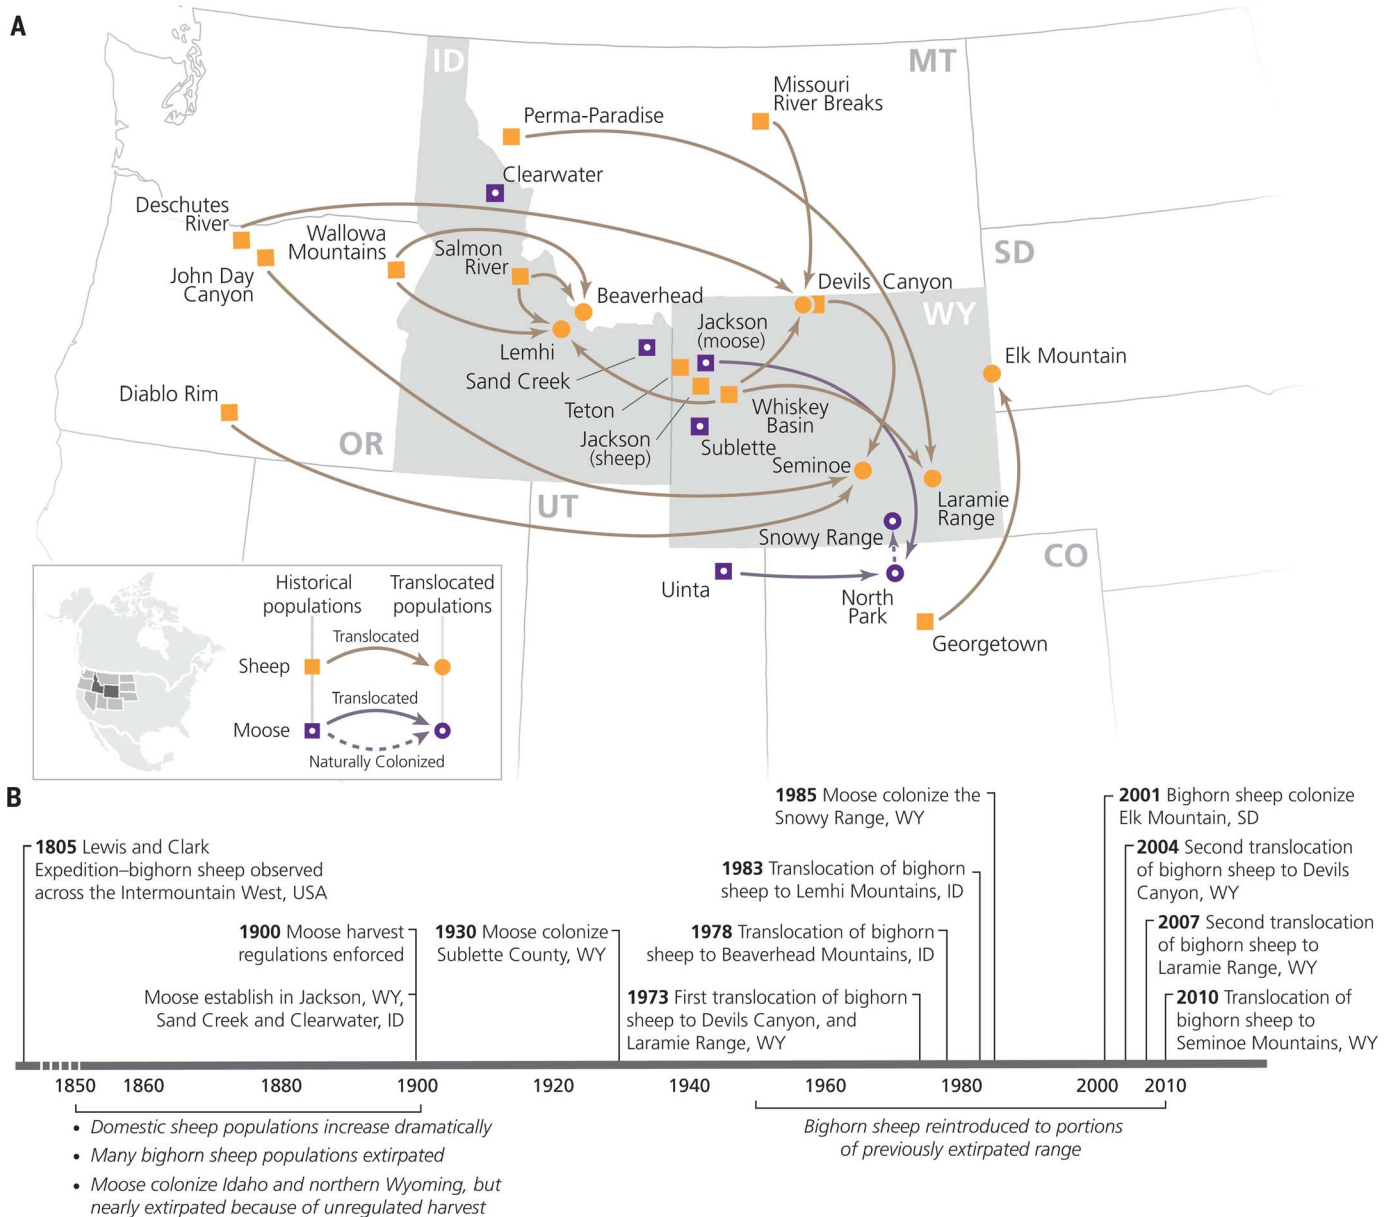 A
ID
MT
Missouri
River Breaks
Perma-Paradise
Clearwater
Deschutes
River
Wallowa
Mountains
Salmon
River
SD
John Day
Canyon
Beaverhead
Devils Canyon
WY
Jackson
(moose)
Lemhi
Elk Mountain
Sand Creek
Diablo Rim
Teton
Whiskey
Basin
OR
Jackson
(sheep)
Sublette
Seminoe
UT
Laramie
Range
Snowy Range
CO
Uinta
North
Park
Georgetown
Historical
populations
Translocated
populations
Translocated
Sheep
Translocated
Moose
Naturally Colonized
B
1805 Lewis and Clark
Expedition–bighorn sheep observed
across the Intermountain West, USA
1900 Moose harvest
regulations enforced
Moose establish in Jackson, WY,
Sand Creek and Clearwater, ID
1930 Moose colonize
Sublette County, WY
1985 Moose colonize the
Snowy Range, WY
1983 Translocation of bighorn
sheep to Lemhi Mountains, ID
1978 Translocation of bighorn
sheep to Beaverhead Mountains, ID
1973 First translocation of bighorn
sheep to Devils Canyon, and
Laramie Range, WY
2001 Bighorn sheep colonize
Elk Mountain, SD
2004 Second translocation
of bighorn sheep to Devils
Canyon, WY
2007 Second translocation
of bighorn sheep to
Laramie Range, WY
2010 Translocation of
bighorn sheep to
Seminoe Mountains, WY
1850 1860 1880 1900 1920 1940 1960 1980 2000 2010
• Domestic sheep populations increase dramatically
• Many bighorn sheep populations extirpated
• Moose colonize Idaho and northern Wyoming, but
nearly extirpated because of unregulated harvest
Bighorn sheep reintroduced to portions
of previously extirpated range